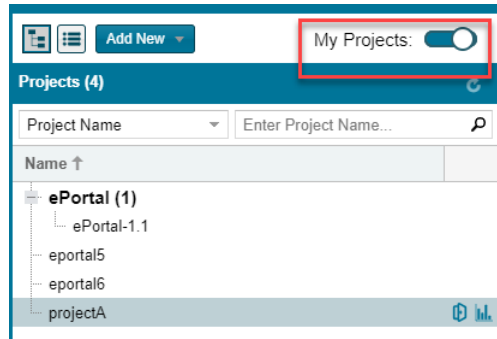 Add New My Projects:
Projects (4)
Project Name Enter Project Name...
Name
ePortal (1)
ePortal-1.1
eportal5
eportal6
projectA